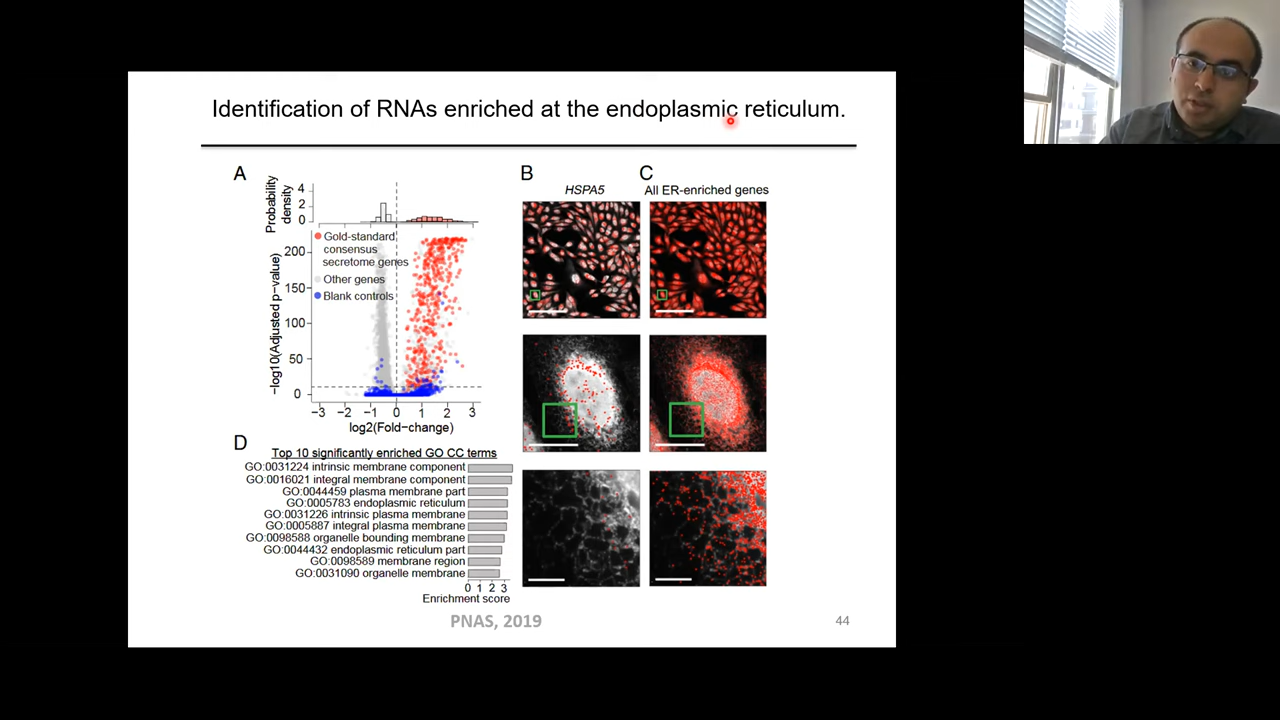 Identification of RNAs enriched at the endoplasmic reticulum.
A
Probability
density
4
2
0
Gold-standard
consensus
secretome genes
Other genes
Blank controls
−log10(Adjusted p-value)
200
150
100
50
0
−3 −2 −1 0 1 2 3
log2(Fold−change)
B
HSPA5
C
All ER-enriched genes
D
Top 10 significantly enriched GO CC terms
GO:0031224 intrinsic membrane component
GO:0016021 integral membrane component
GO:0044459 plasma membrane part
GO:0005783 endoplasmic reticulum
GO:0031226 intrinsic plasma membrane
GO:0005887 integral plasma membrane
GO:0098588 organelle bounding membrane
GO:0044432 endoplasmic reticulum part
GO:0098589 membrane region
GO:0031090 organelle membrane
0 1 2 3
Enrichment score
PNAS, 2019
44